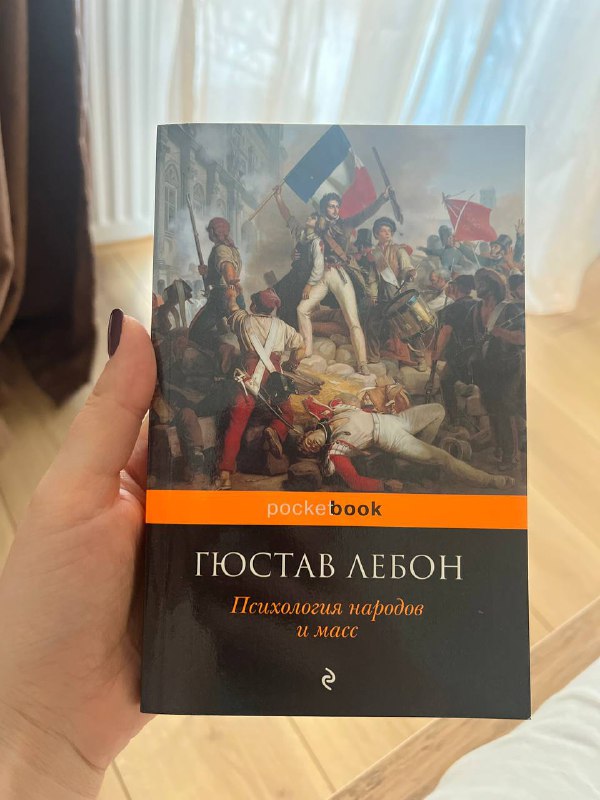 pocketbook
ГЮСТАВ ЛЕБОН
Психология народов
и масс